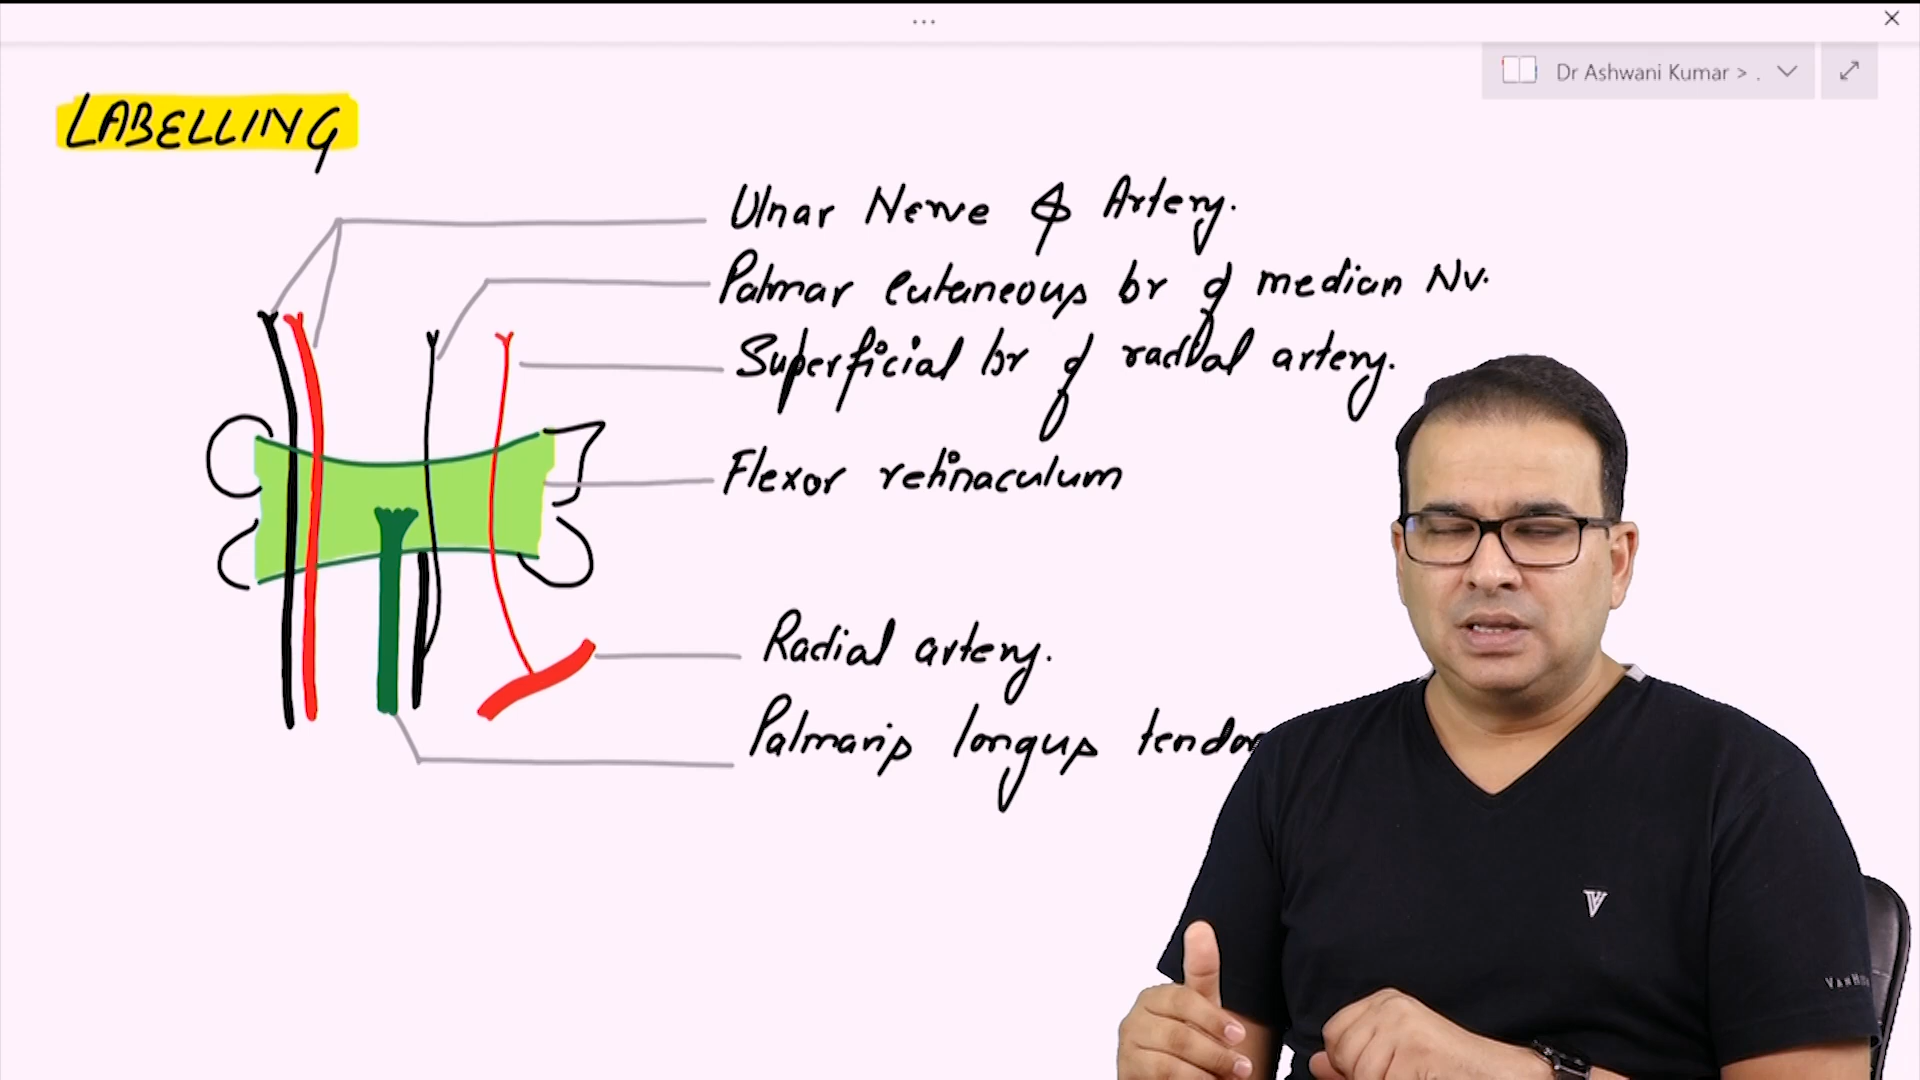 Dr Ashwani Kumar > .
LABELLING
Ulnar Nerve & Artery.
Palmar cutaneous br of median Nv.
Superficial br of radial artery.
Flexor retinaculum
Radial artery.
Palmaris longus tendon
V